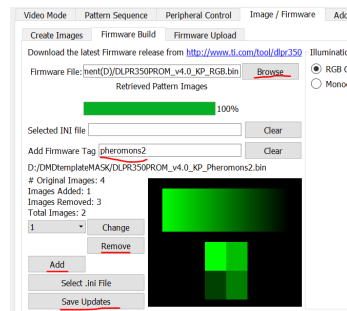 Video Mode Pattern Sequence Peripheral Control Image / Firmware Add
Create Images Firmware Build Firmware Upload
Download the latest Firmware release from http://www.ti.com/tool/dlpr350 Illuminatio
Firmware File: nent(D)/DLPR350PROM_v4.0_KP_RGB.bin Browse RGB
Retrieved Mono
Pattern Images
100%
Selected INI file Clear
Add Firmware Tag pheromons2 Clear
D:/DMDtemplateMASK/DLPR350PROM_v4.0_KP_Pheromons2.bin
# Original Images: 4
Images Added: 1
Images Removed: 3
Total Images: 2
1 Change
Remove
Add
Select .ini File
Save Updates